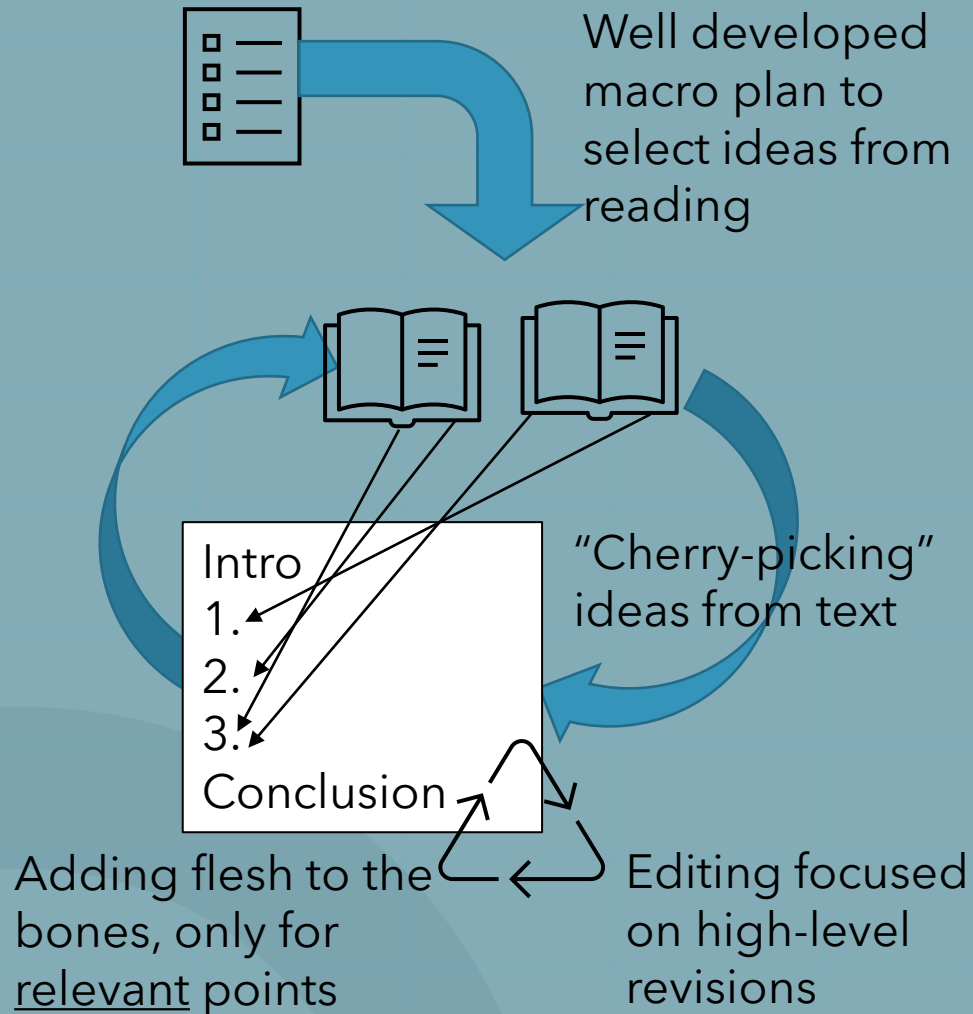 Well developed
macro plan to
select ideas from
reading
Intro
1.
2.
3.
Conclusion
“Cherry-picking”
ideas from text
Adding flesh to the
bones, only for
relevant points
Editing focused
on high-level
revisions